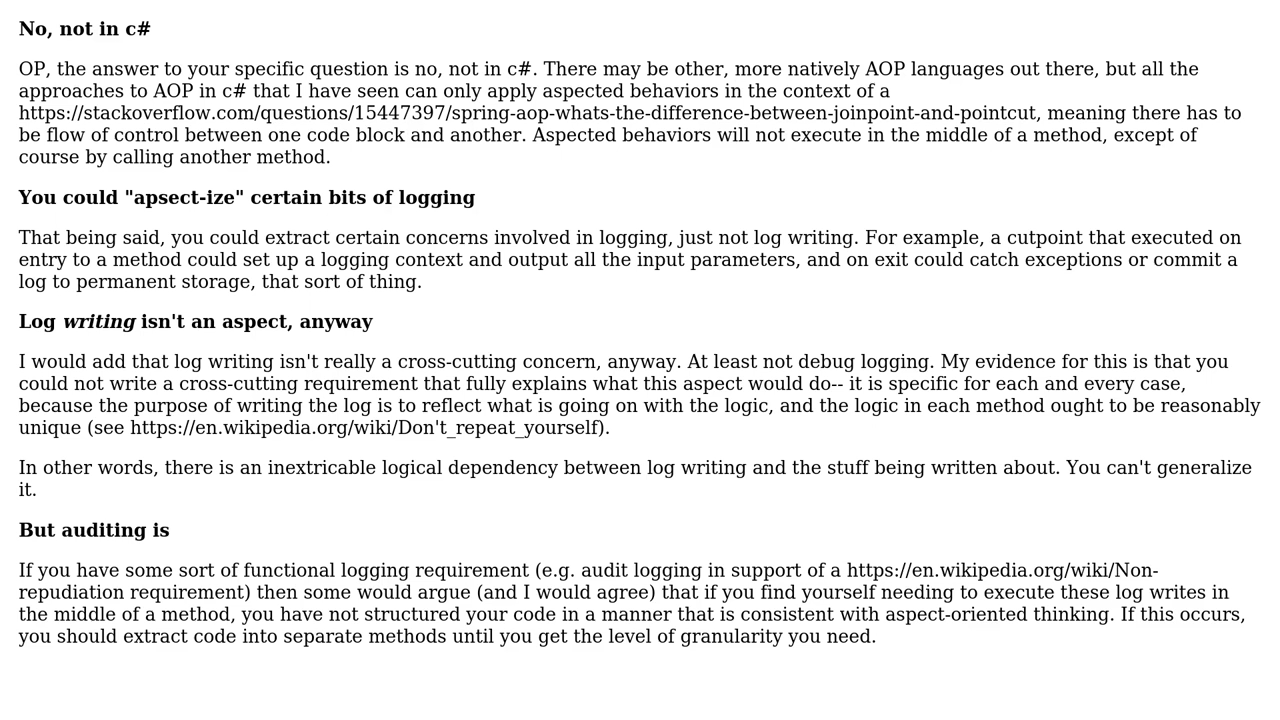 No, not in c#
OP, the answer to your specific question is no, not in c#. There may be other, more natively AOP languages out there, but all the
approaches to AOP in c# that I have seen can only apply aspected behaviors in the context of a
https://stackoverflow.com/questions/15447397/spring-aop-whats-the-difference-between-joinpoint-and-pointcut, meaning there has to
be flow of control between one code block and another. Aspected behaviors will not execute in the middle of a method, except of
course by calling another method.
You could "apsect-ize" certain bits of logging
That being said, you could extract certain concerns involved in logging, just not log writing. For example, a cutpoint that executed on
entry to a method could set up a logging context and output all the input parameters, and on exit could catch exceptions or commit a
log to permanent storage, that sort of thing.
Log writing isn't an aspect, anyway
I would add that log writing isn't really a cross-cutting concern, anyway. At least not debug logging. My evidence for this is that you
could not write a cross-cutting requirement that fully explains what this aspect would do-- it is specific for each and every case,
because the purpose of writing the log is to reflect what is going on with the logic, and the logic in each method ought to be reasonably
unique (see https://en.wikipedia.org/wiki/Don't_repeat_yourself).
In other words, there is an inextricable logical dependency between log writing and the stuff being written about. You can't generalize
it.
But auditing is
If you have some sort of functional logging requirement (e.g. audit logging in support of a https://en.wikipedia.org/wiki/Non-
repudiation requirement) then some would argue (and I would agree) that if you find yourself needing to execute these log writes in
the middle of a method, you have not structured your code in a manner that is consistent with aspect-oriented thinking. If this occurs,
you should extract code into separate methods until you get the level of granularity you need.